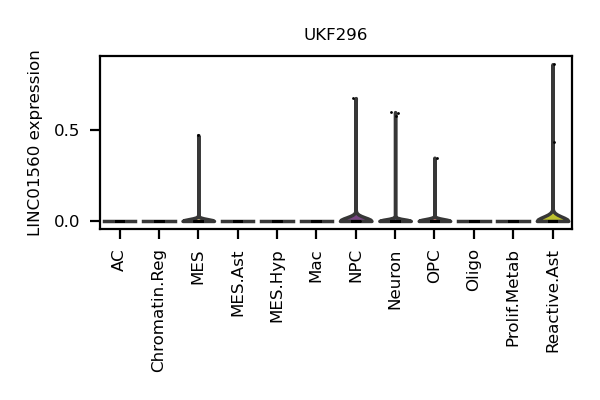 UKF296
LINC01560 expression
0.5
0.0
AC
Chromatin.Reg
MES
MES.Ast
MES.Hyp
Mac
NPC
Neuron
OPC
Oligo
Prolif.Metab
Reactive.Ast